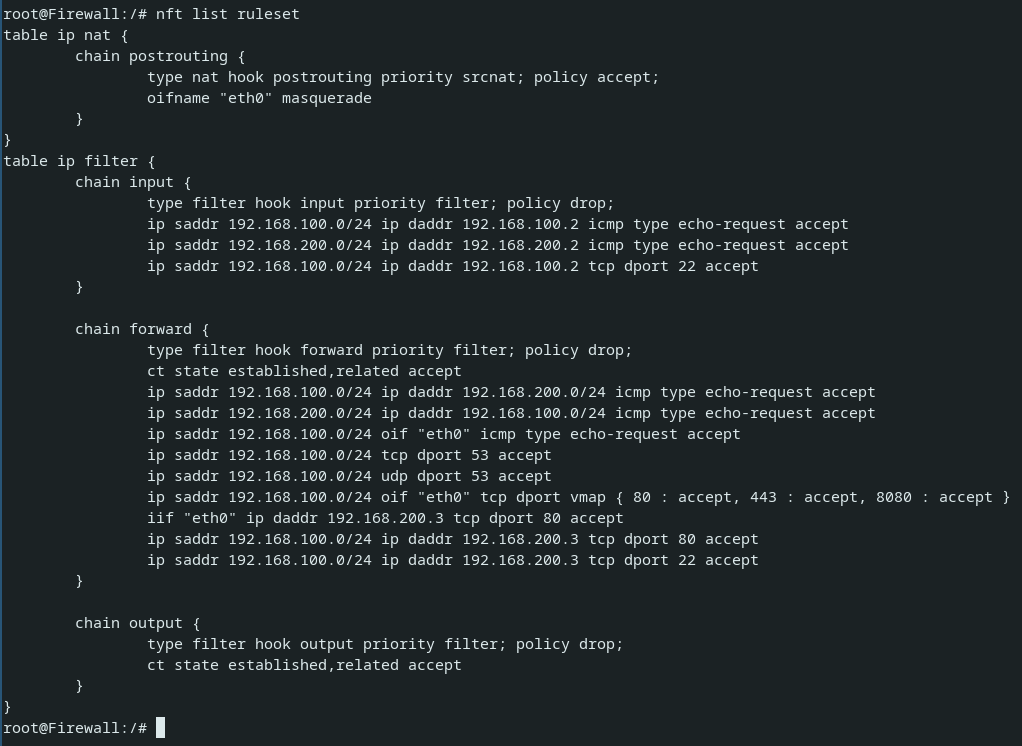 root@Firewall:/# nft list ruleset
table ip nat {
        chain postrouting {
                type nat hook postrouting priority srcnat; policy accept;
                oifname "eth0" masquerade
        }
}
table ip filter {
        chain input {
                type filter hook input priority filter; policy drop;
                ip saddr 192.168.100.0/24 ip daddr 192.168.100.2 icmp type echo-request accept
                ip saddr 192.168.200.0/24 ip daddr 192.168.200.2 icmp type echo-request accept
                ip saddr 192.168.100.0/24 ip daddr 192.168.100.2 tcp dport 22 accept
        }

        chain forward {
                type filter hook forward priority filter; policy drop;
                ct state established,related accept
                ip saddr 192.168.100.0/24 ip daddr 192.168.200.0/24 icmp type echo-request accept
                ip saddr 192.168.200.0/24 ip daddr 192.168.100.0/24 icmp type echo-request accept
                ip saddr 192.168.100.0/24 oif "eth0" icmp type echo-request accept
                ip saddr 192.168.100.0/24 tcp dport 53 accept
                ip saddr 192.168.100.0/24 udp dport 53 accept
                ip saddr 192.168.100.0/24 oif "eth0" tcp dport vmap { 80 : accept, 443 : accept, 8080 : accept }
                iif "eth0" ip daddr 192.168.200.3 tcp dport 80 accept
                ip saddr 192.168.100.0/24 ip daddr 192.168.200.3 tcp dport 80 accept
                ip saddr 192.168.100.0/24 ip daddr 192.168.200.3 tcp dport 22 accept
        }

        chain output {
                type filter hook output priority filter; policy drop;
                ct state established,related accept
        }
}
root@Firewall:/#